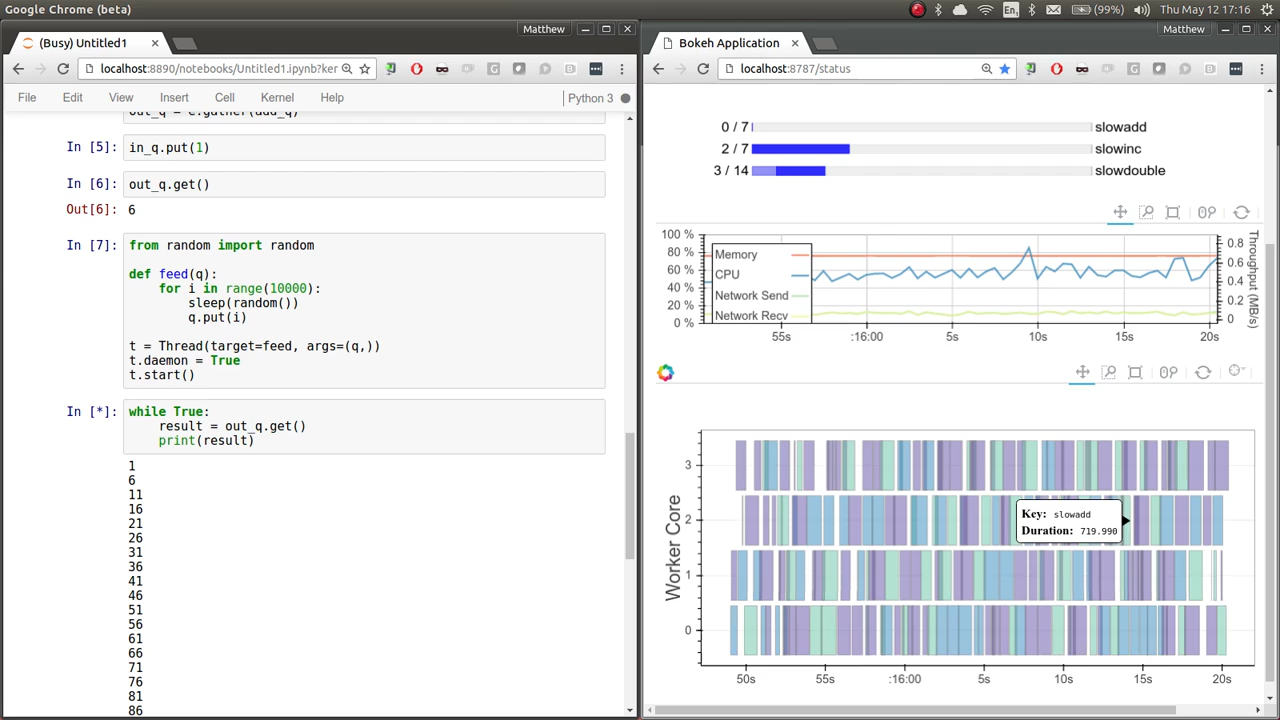 Google Chrome (beta)
En1
(99%)
Thu May 12 17:16
Matthew
(Busy) Untitled1
localhost:8890/notebooks/Untitled1.ipynb?ker
File Edit View Insert Cell Kernel Help
Python 3
out_q = e.gather(add_q)
In [5]: in_q.put(1)
In [6]: out_q.get()
Out[6]: 6
In [7]: from random import random
def feed(q):
for i in range(10000):
sleep(random())
q.put(i)
t = Thread(target=feed, args=(q,))
t.daemon = True
t.start()
In [*]: while True:
result = out_q.get()
print(result)
1
6
11
16
21
26
31
36
41
46
51
56
61
66
71
76
81
86
Matthew
Bokeh Application
localhost:8787/status
0 / 7 slowadd
2 / 7 slowinc
3 / 14 slowdouble
100 %
80 %
60 %
40 %
20 %
0 %
Memory
CPU
Network Send
Network Recv
0.8
0.6
0.4
0.2
0
Throughput (MB/s)
55s :16:00 5s 10s 15s 20s
Worker Core
3
2
1
0
Key: slowadd
Duration: 719.990
50s 55s :16:00 5s 10s 15s 20s